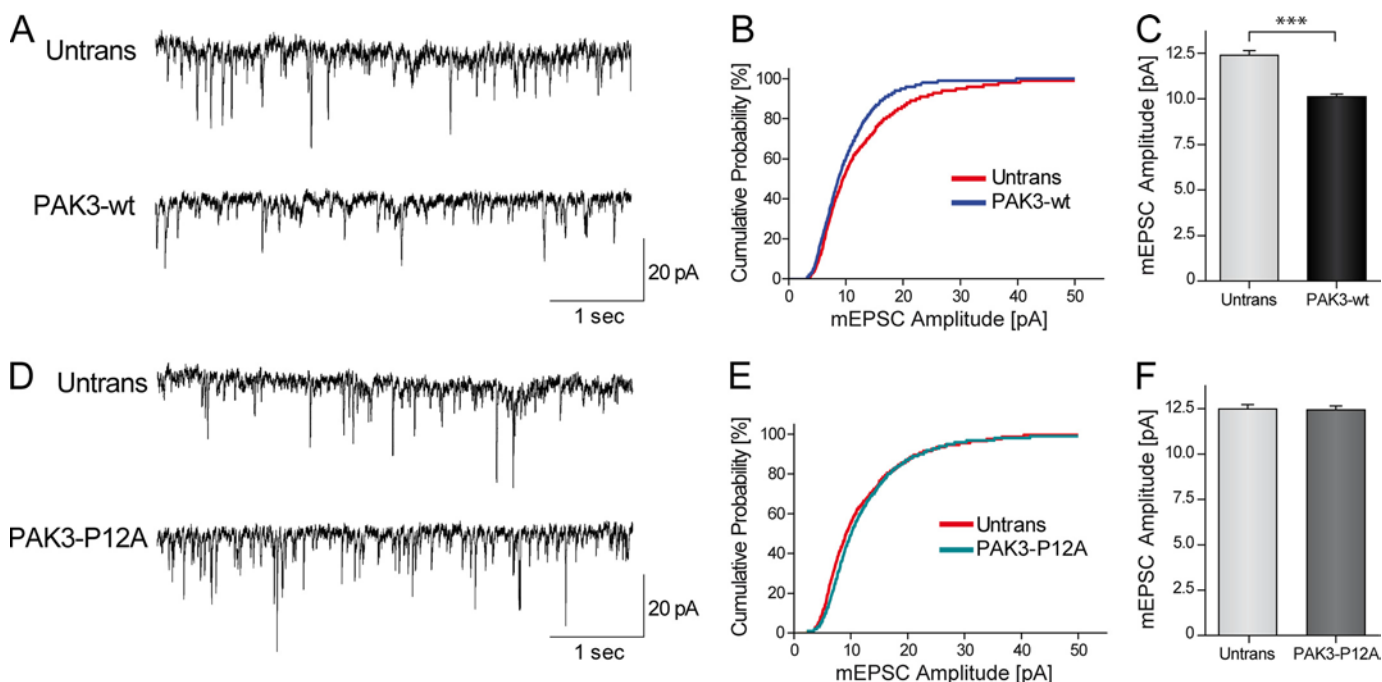 A
Untrans
PAK3-wt
20 pA
1 sec
B
Cumulative Probability [%]
100
80
60
40
20
0
0 10 20 30 40 50
mEPSC Amplitude [pA]
Untrans
PAK3-wt
C
***
mEPSC Amplitude [pA]
12.5
10.0
7.5
5.0
2.5
0
Untrans PAK3-wt
D
Untrans
PAK3-P12A
20 pA
1 sec
E
Cumulative Probability [%]
100
80
60
40
20
0
0 10 20 30 40 50
mEPSC Amplitude [pA]
Untrans
PAK3-P12A
F
mEPSC Amplitude [pA]
12.5
10.0
7.5
5.0
2.5
0
Untrans PAK3-P12A